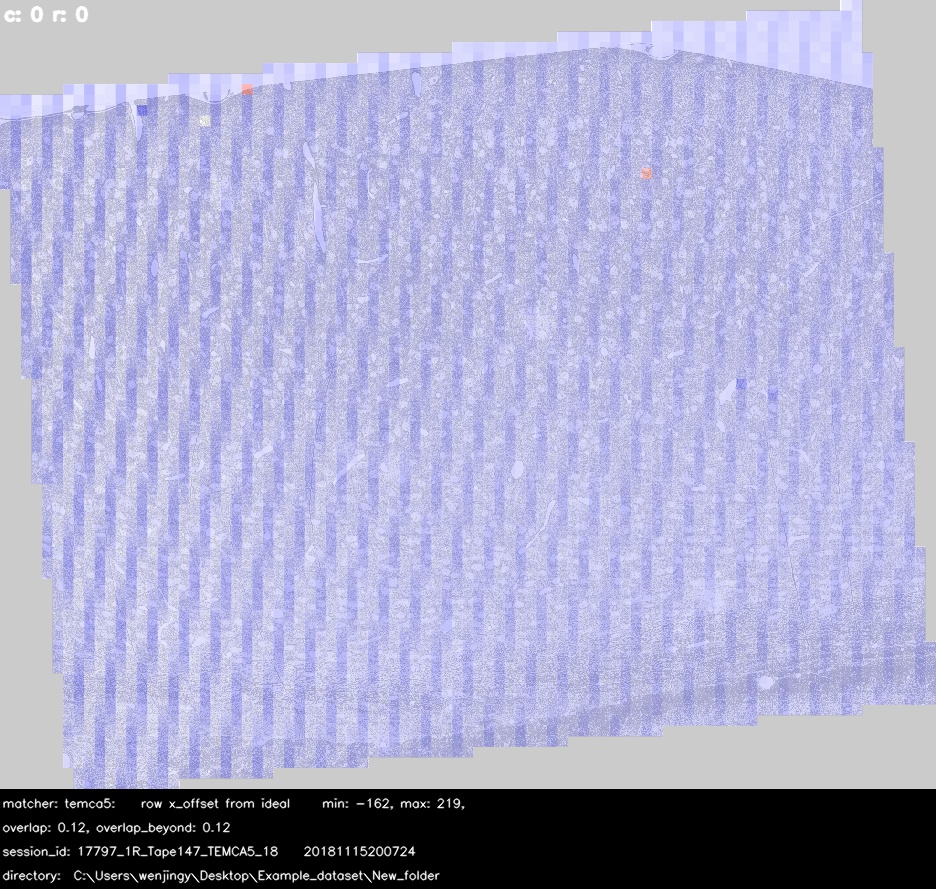 c: 0 r: 0
matcher: temca5: row x_offset from ideal min: -162, max: 219,
overlap: 0.12, overlap_beyond: 0.12
session_id: 17797_1R_Tape147_TEMCA5_18 20181115200724
directory: C:\Users\wenjingy\Desktop\Example_dataset\New_folder